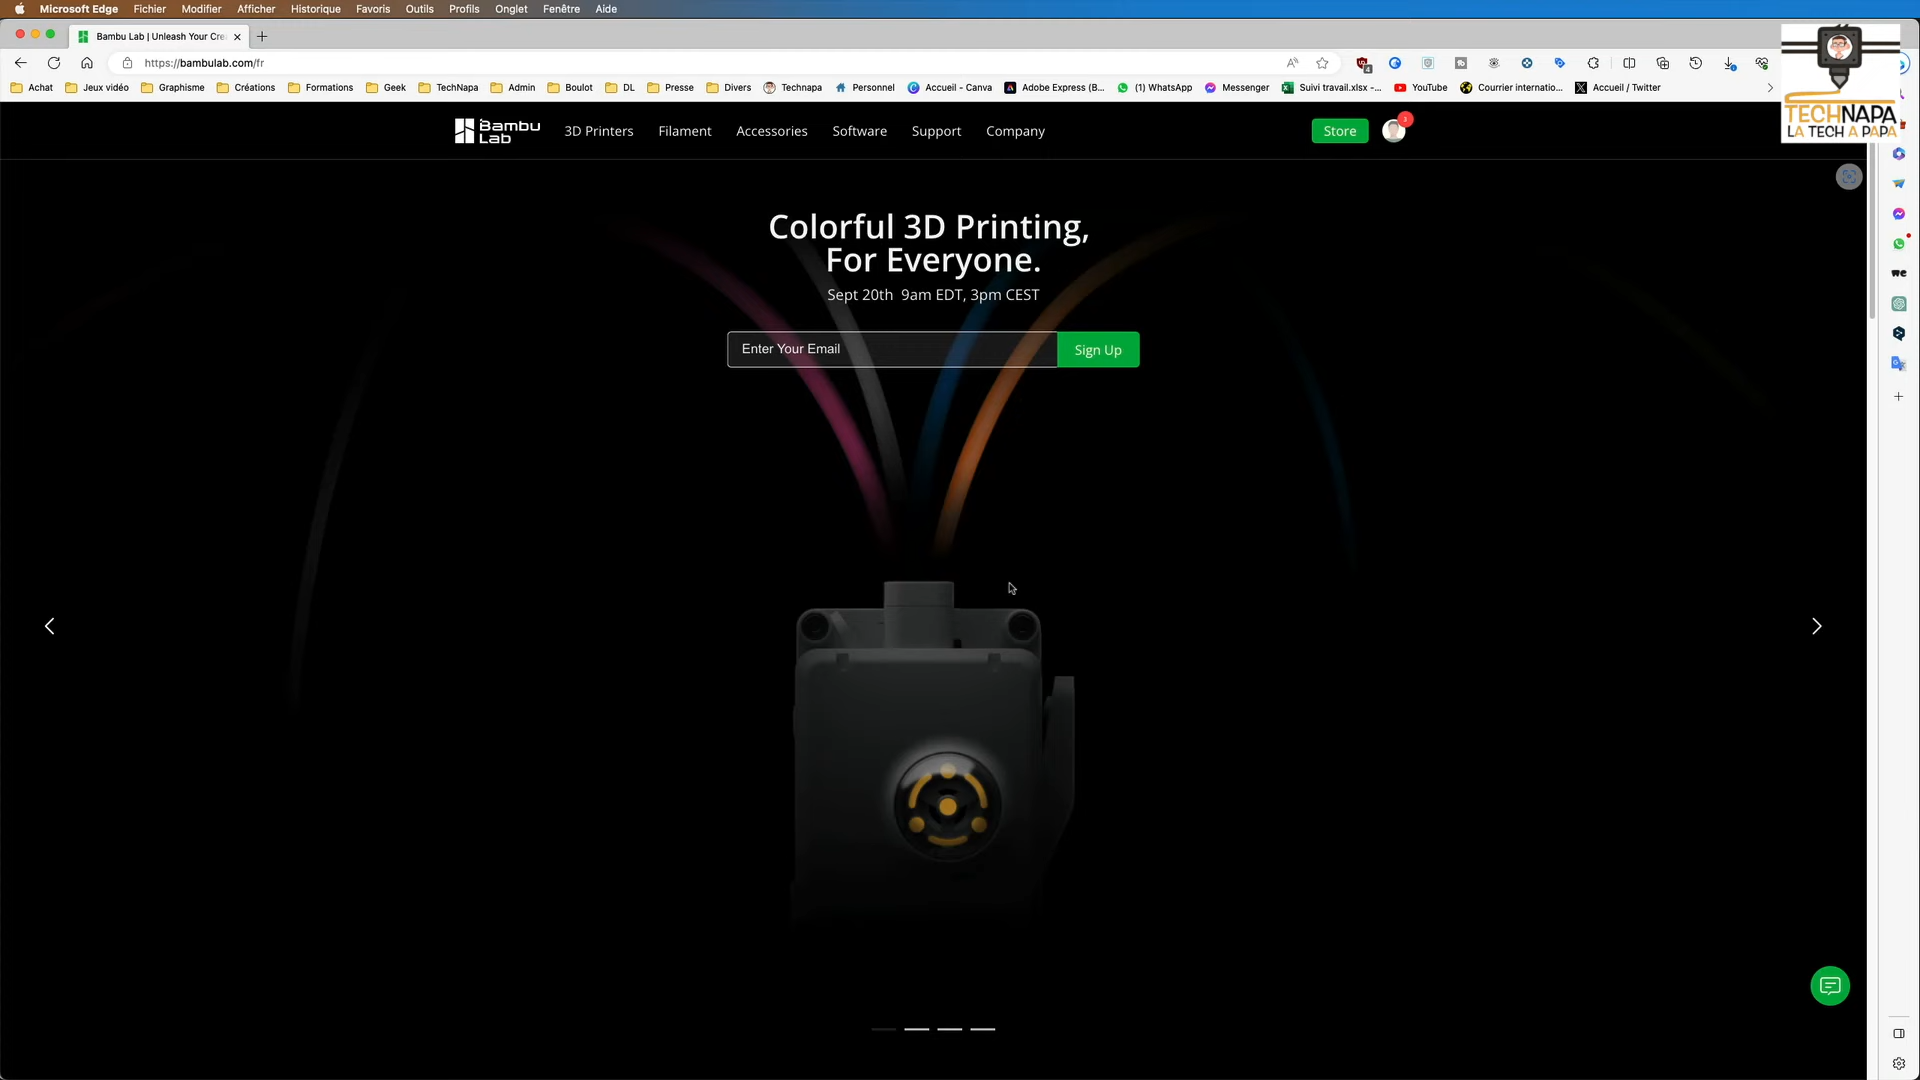 Microsoft Edge Fichier Modifier Afficher Historique Favoris Outils Profils Onglet Fenêtre Aide
Bambu Lab | Unleash Your Cre
https://bambulab.com/fr
4
Achat Jeux vidéo Graphisme Créations Formations Geek TechNapa Admin Boulot DL Presse Divers Technapa Personnel Accueil - Canva Adobe Express (B... (1) WhatsApp Messenger Suivi travail.xlsx -... YouTube Courrier internatio... Accueil / Twitter
TECHNAPA
LA TECH A PAPA
Bambu
Lab
3D Printers Filament Accessories Software Support Company Store 3
Colorful 3D Printing,
For Everyone.
Sept 20th 9am EDT, 3pm CEST
Enter Your Email Sign Up